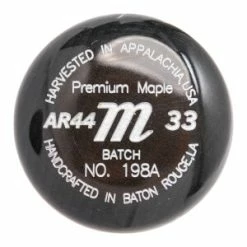 HARVESTED IN APPALACHIA, USA
Premium Maple
AR44 m 33
BATCH
NO. 198A
HANDCRAFTED IN BATON ROUGE, LA